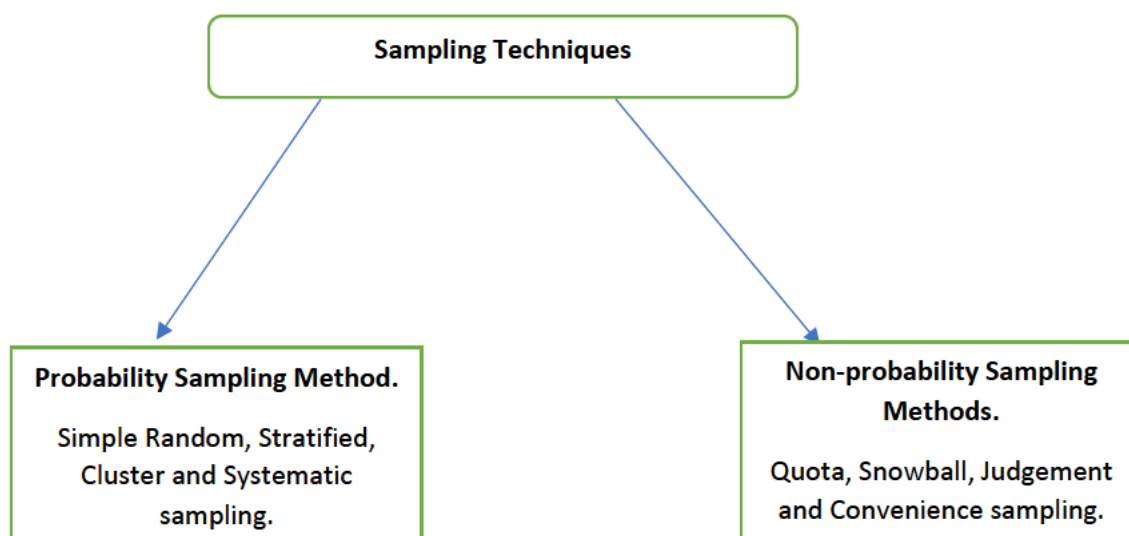 Sampling Techniques
Probability Sampling Method.
Simple Random, Stratified,
Cluster and Systematic
sampling.
Non-probability Sampling
Methods.
Quota, Snowball, Judgement
and Convenience sampling.